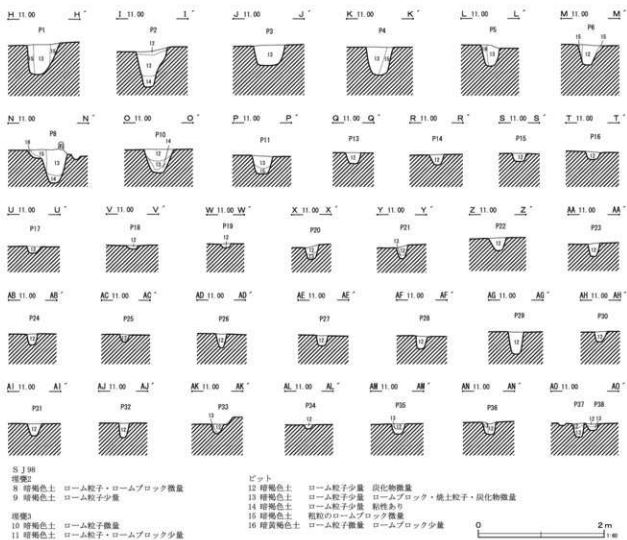 H 11.00 H´ I 11.00 I´ J 11.00 J´ K 11.00 K´ L 11.00 L´ M 11.00 M´
P1 P2 P3 P4 P5 P6
N 11.00 N´ O 11.00 O´ P 11.00 P´ Q 11.00 Q´ R 11.00 R´ S 11.00 S´ T 11.00 T´
P8 P10 P11 P13 P14 P15 P16
U 11.00 U´ V 11.00 V´ W 11.00 W´ X 11.00 X´ Y 11.00 Y´ Z 11.00 Z´ AA 11.00 AA´
P17 P18 P19 P20 P21 P22 P23
AB 11.00 AB´ AC 11.00 AC´ AD 11.00 AD´ AE 11.00 AE´ AF 11.00 AF´ AG 11.00 AG´ AH 11.00 AH´
P24 P25 P26 P27 P28 P29 P30
AI 11.00 AI´ AJ 11.00 AJ´ AK 11.00 AK´ AL 11.00 AL´ AM 11.00 AM´ AN 11.00 AN´ AO 11.00 AO´
P31 P32 P33 P34 P35 P36 P37 P38
SJ98
埋甕2
8 暗褐色土 ローム粒子・ロームブロック微量
9 暗褐色土 ローム粒子少量
埋甕3
10 暗褐色土 ローム粒子微量
11 暗褐色土 ローム粒子・ロームブロック少量
ピット
12 暗褐色土 ローム粒子少量 炭化物微量
13 暗褐色土 ローム粒子少量 ロームブロック・焼土粒子・炭化物微量
14 暗褐色土 ローム粒子少量 粘性あり
15 暗褐色土 粗粒のロームブロック微量
16 暗黄褐色土 ローム粒子微量 ロームブロック少量
0 2m
1:60